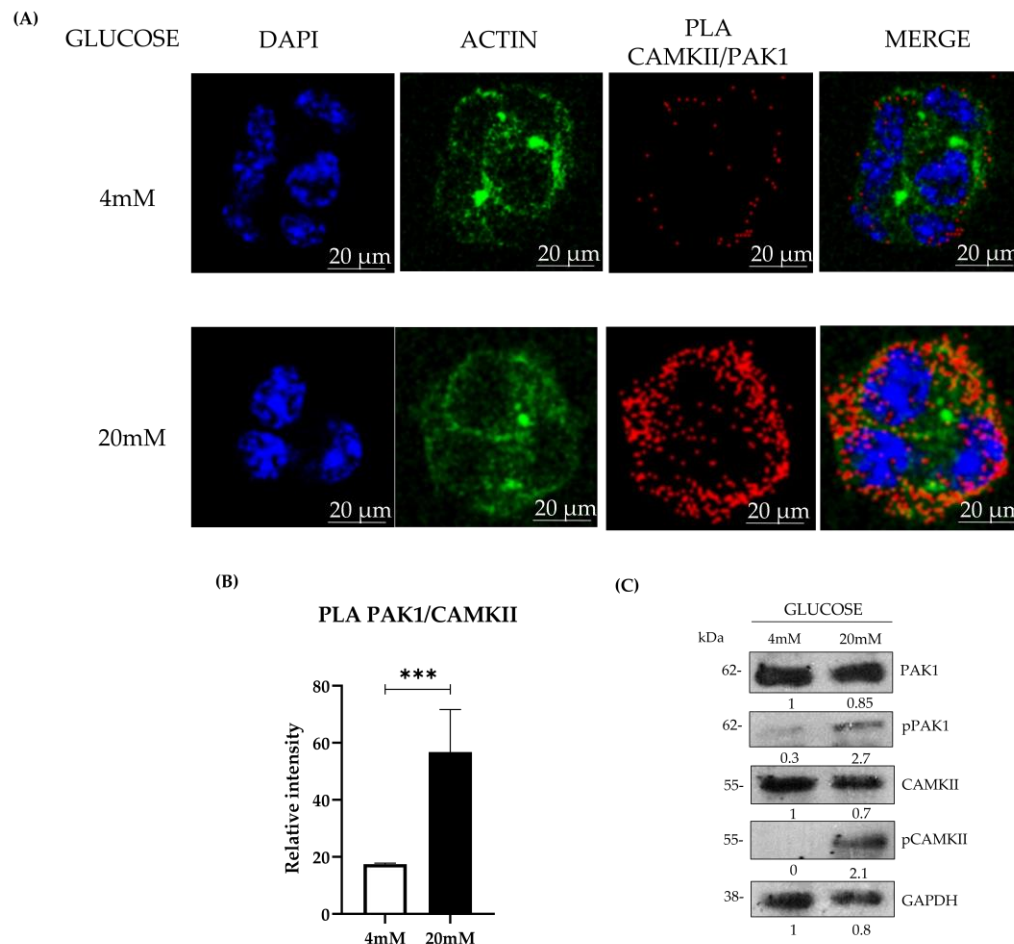 (A)
GLUCOSE
DAPI
ACTIN
PLA
CAMKII/PAK1
MERGE
4mM
20 μm
20 μm
20 μm
20 μm
20mM
20 μm
20 μm
20 μm
20 μm
(B)
PLA PAK1/CAMKII
***
Relative intensity
80
60
40
20
0
4mM
20mM
(C)
GLUCOSE
kDa
4mM
20mM
62-
PAK1
1
0.85
62-
pPAK1
0.3
2.7
55-
CAMKII
1
0.7
55-
pCAMKII
0
2.1
38-
GAPDH
1
0.8